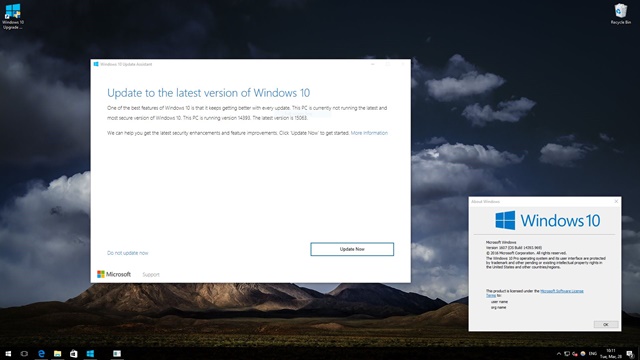 Windows 10
Upgrade ...
Recycle Bin
Windows 10 Update Assistant
Update to the latest version of Windows 10
One of the best features of Windows 10 is that it keeps getting better with every update. This PC is currently not running the latest and
most secure version of Windows 10. This PC is running version 14393. The latest version is 15063.
We can help you get the latest security enhancements and feature improvements. Click 'Update Now' to get started. More Information
Do not update now
Update Now
Microsoft
Support
About Windows
Windows 10
Microsoft Windows
Version 1607 (OS Build 14393.969)
© 2016 Microsoft Corporation. All rights reserved.
The Windows 10 Pro operating system and its user interface are protected
by trademark and other pending or existing intellectual property rights in
the United States and other countries/regions.
This product is licensed under the Microsoft Software License
Terms to:
user name
org name
OK
ENG
10:11
Tue, Mar, 28